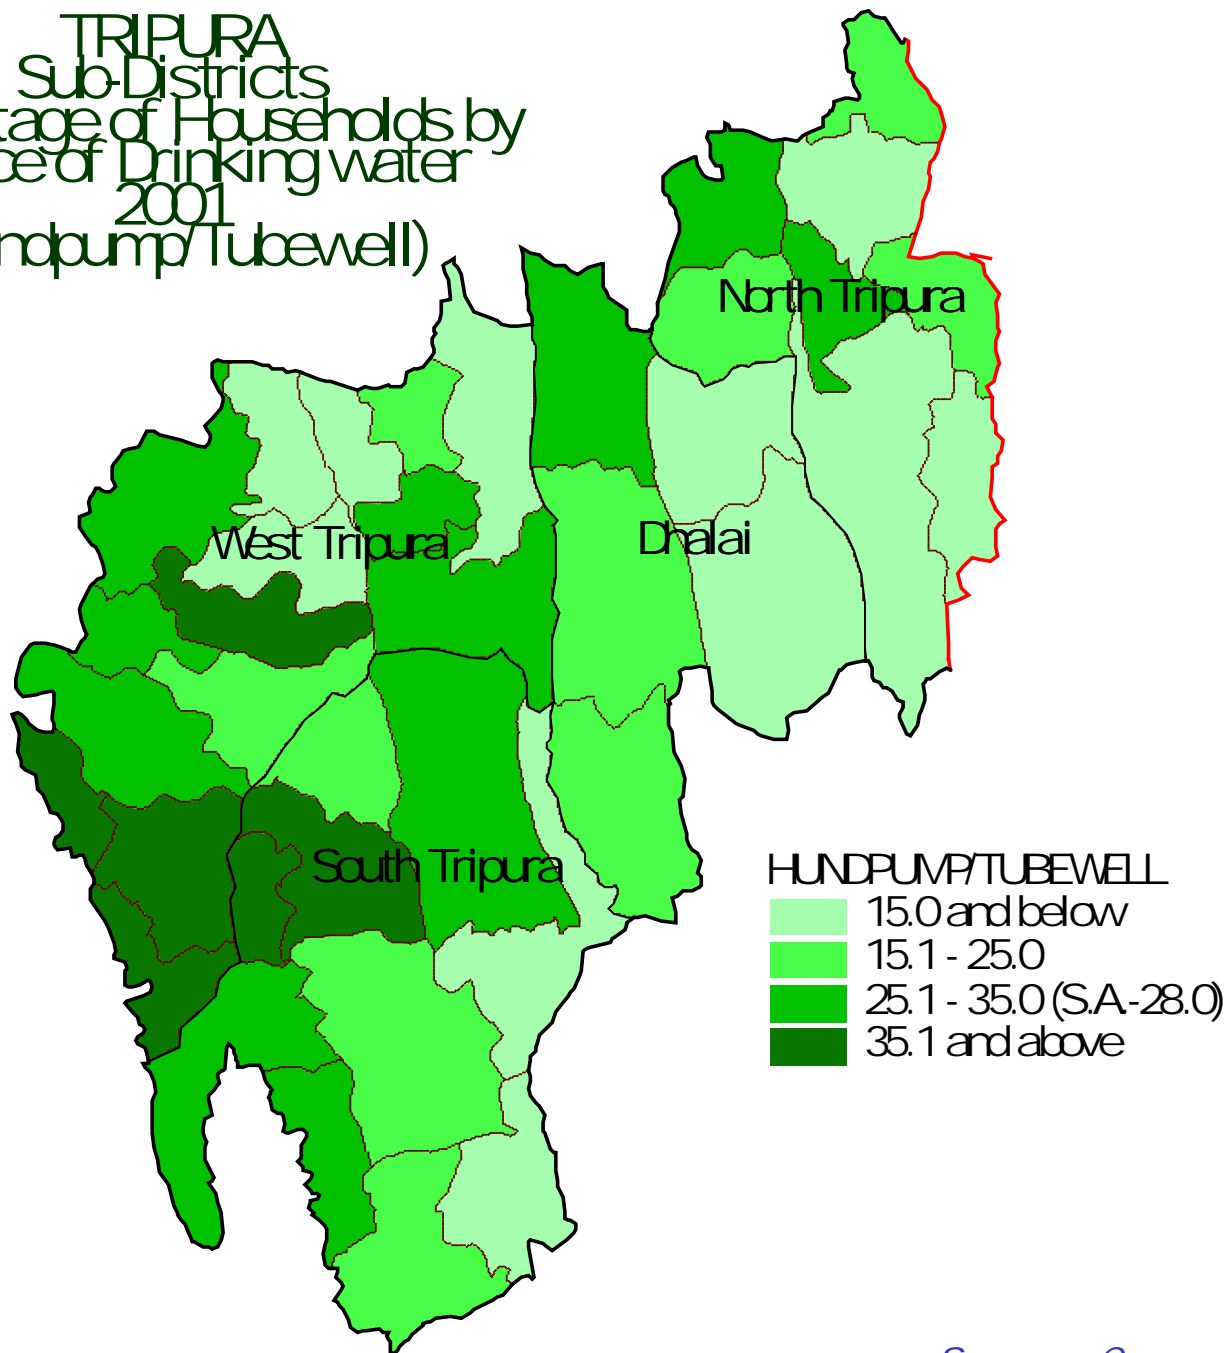 TRIPURA
Sub-Districts
tage of Households by
ce of Drinking water
2001
ndpump/Tubewell)
North Tripura
West Tripura
Dhalai
South Tripura
HUNDPUMP/TUBEWELL
15.0 and below
15.1 - 25.0
25.1 - 35.0 (S.A.-28.0)
35.1 and above